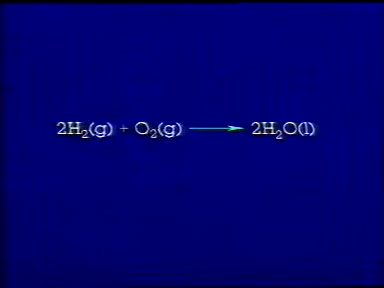 2H₂(g) + O₂(g) ⟶ 2H₂O(l)